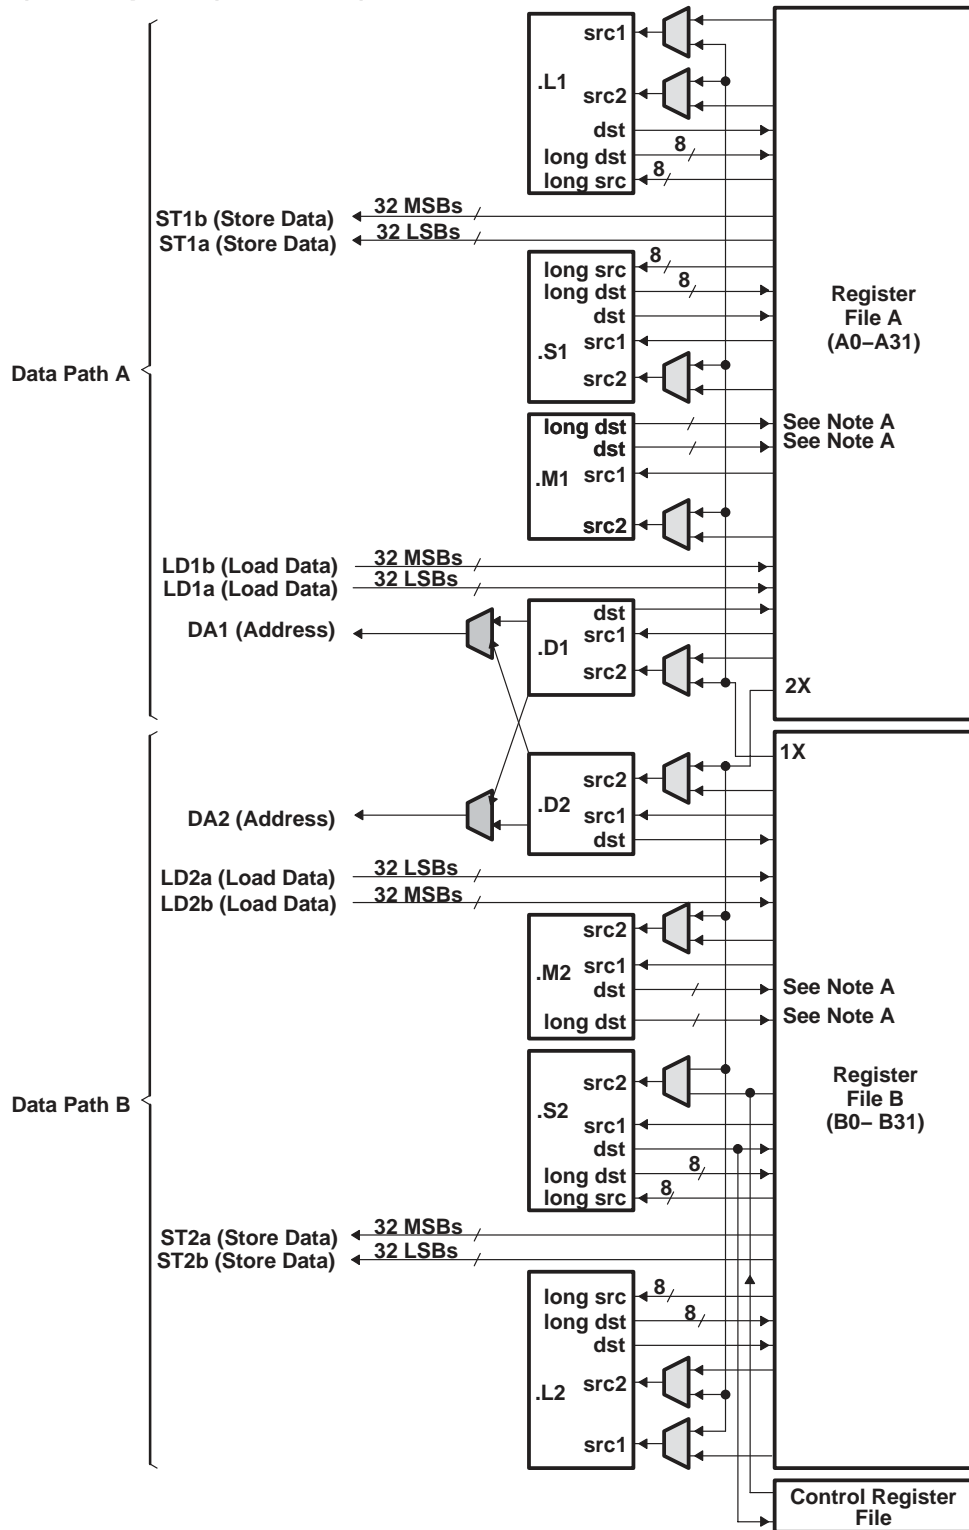 src1
.L1
src2
dst
8
long dst
8
long src
32 MSBs
ST1b (Store Data)
32 LSBs
ST1a (Store Data)
8
long src
8
long dst
dst
src1
.S1
src2
Register
File A
(A0–A31)
Data Path A
long dst
See Note A
dst
See Note A
.M1
src1
src2
32 MSBs
LD1b (Load Data)
32 LSBs
LD1a (Load Data)
dst
DA1 (Address)
src1
.D1
src2
2X
1X
src2
.D2
src1
DA2 (Address)
dst
32 LSBs
LD2a (Load Data)
32 MSBs
LD2b (Load Data)
src2
src1
.M2
dst
See Note A
long dst
See Note A
src2
.S2
src1
dst
8
long dst
8
long src
Register
File B
(B0– B31)
Data Path B
32 MSBs
ST2a (Store Data)
32 LSBs
ST2b (Store Data)
8
long src
8
long dst
dst
src2
.L2
src1
Control Register
File